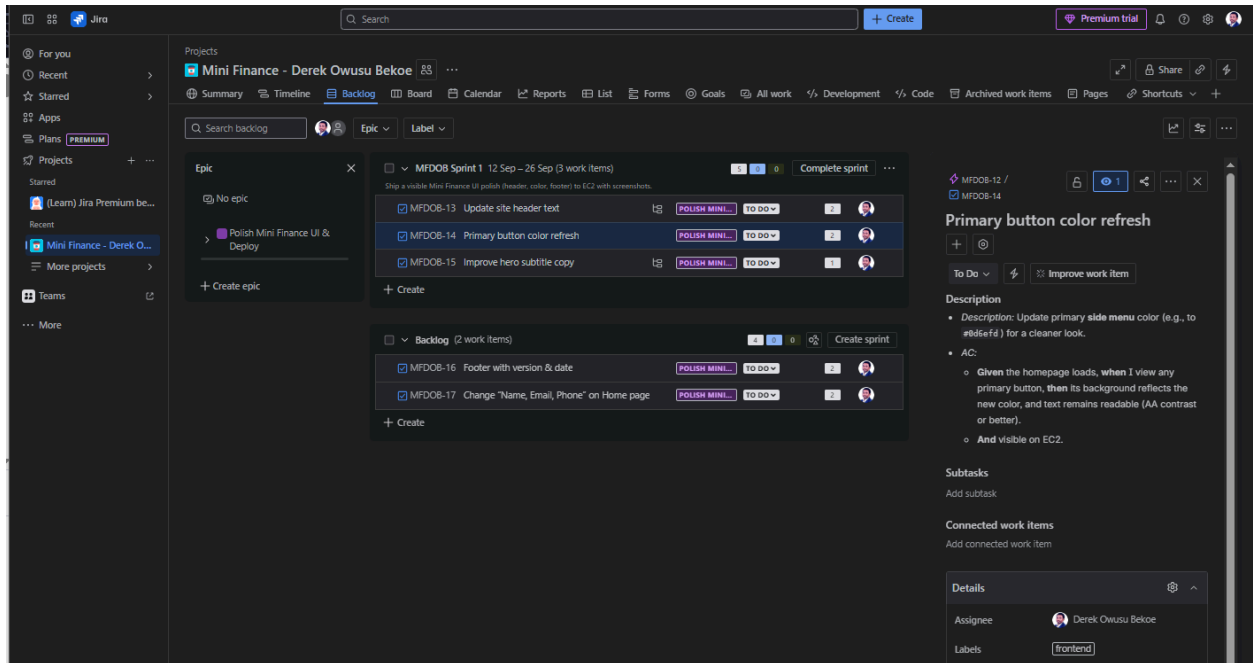 Jira
Search
+ Create
Premium trial
For you
Recent
Starred
Apps
Plans PREMIUM
Projects
Starred
(Learn) Jira Premium be...
Recent
Mini Finance - Derek O...
More projects
Teams
More
Projects
Mini Finance - Derek Owusu Bekoe
Share
Summary Timeline Backlog Board Calendar Reports List Forms Goals All work Development Code Archived work items Pages Shortcuts
Search backlog Epic Label
Epic
No epic
Polish Mini Finance UI &
Deploy
+ Create epic
MFDOB Sprint 1 12 Sep – 26 Sep (3 work items) 5 0 0 Complete sprint
Ship a visible Mini Finance UI polish (header, color, footer) to EC2 with screenshots.
MFDOB-13 Update site header text POLISH MINI... TO DO 2
MFDOB-14 Primary button color refresh POLISH MINI... TO DO 2
MFDOB-15 Improve hero subtitle copy POLISH MINI... TO DO 1
+ Create
Backlog (2 work items) 4 0 0 Create sprint
MFDOB-16 Footer with version & date POLISH MINI... TO DO 2
MFDOB-17 Change "Name, Email, Phone" on Home page POLISH MINI... TO DO 2
+ Create
MFDOB-12 /
MFDOB-14
1
Primary button color refresh
To Do Improve work item
Description
• Description: Update primary side menu color (e.g., to
#0d6efd) for a cleaner look.
• AC:
Given the homepage loads, when I view any
primary button, then its background reflects the
new color, and text remains readable (AA contrast
or better).
And visible on EC2.
Subtasks
Add subtask
Connected work items
Add connected work item
Details
Assignee Derek Owusu Bekoe
Labels frontend